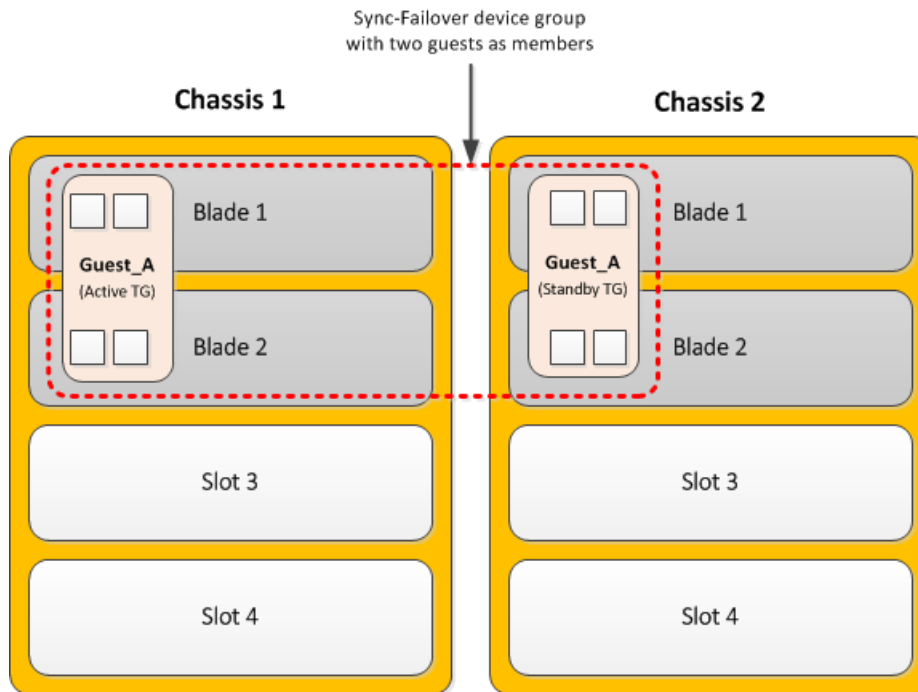 Sync-Failover device group
with two guests as members
Chassis 1
Chassis 2
Blade 1
Guest_A
(Active TG)
Blade 2
Slot 3
Slot 4
Blade 1
Guest_A
(Standby TG)
Blade 2
Slot 3
Slot 4